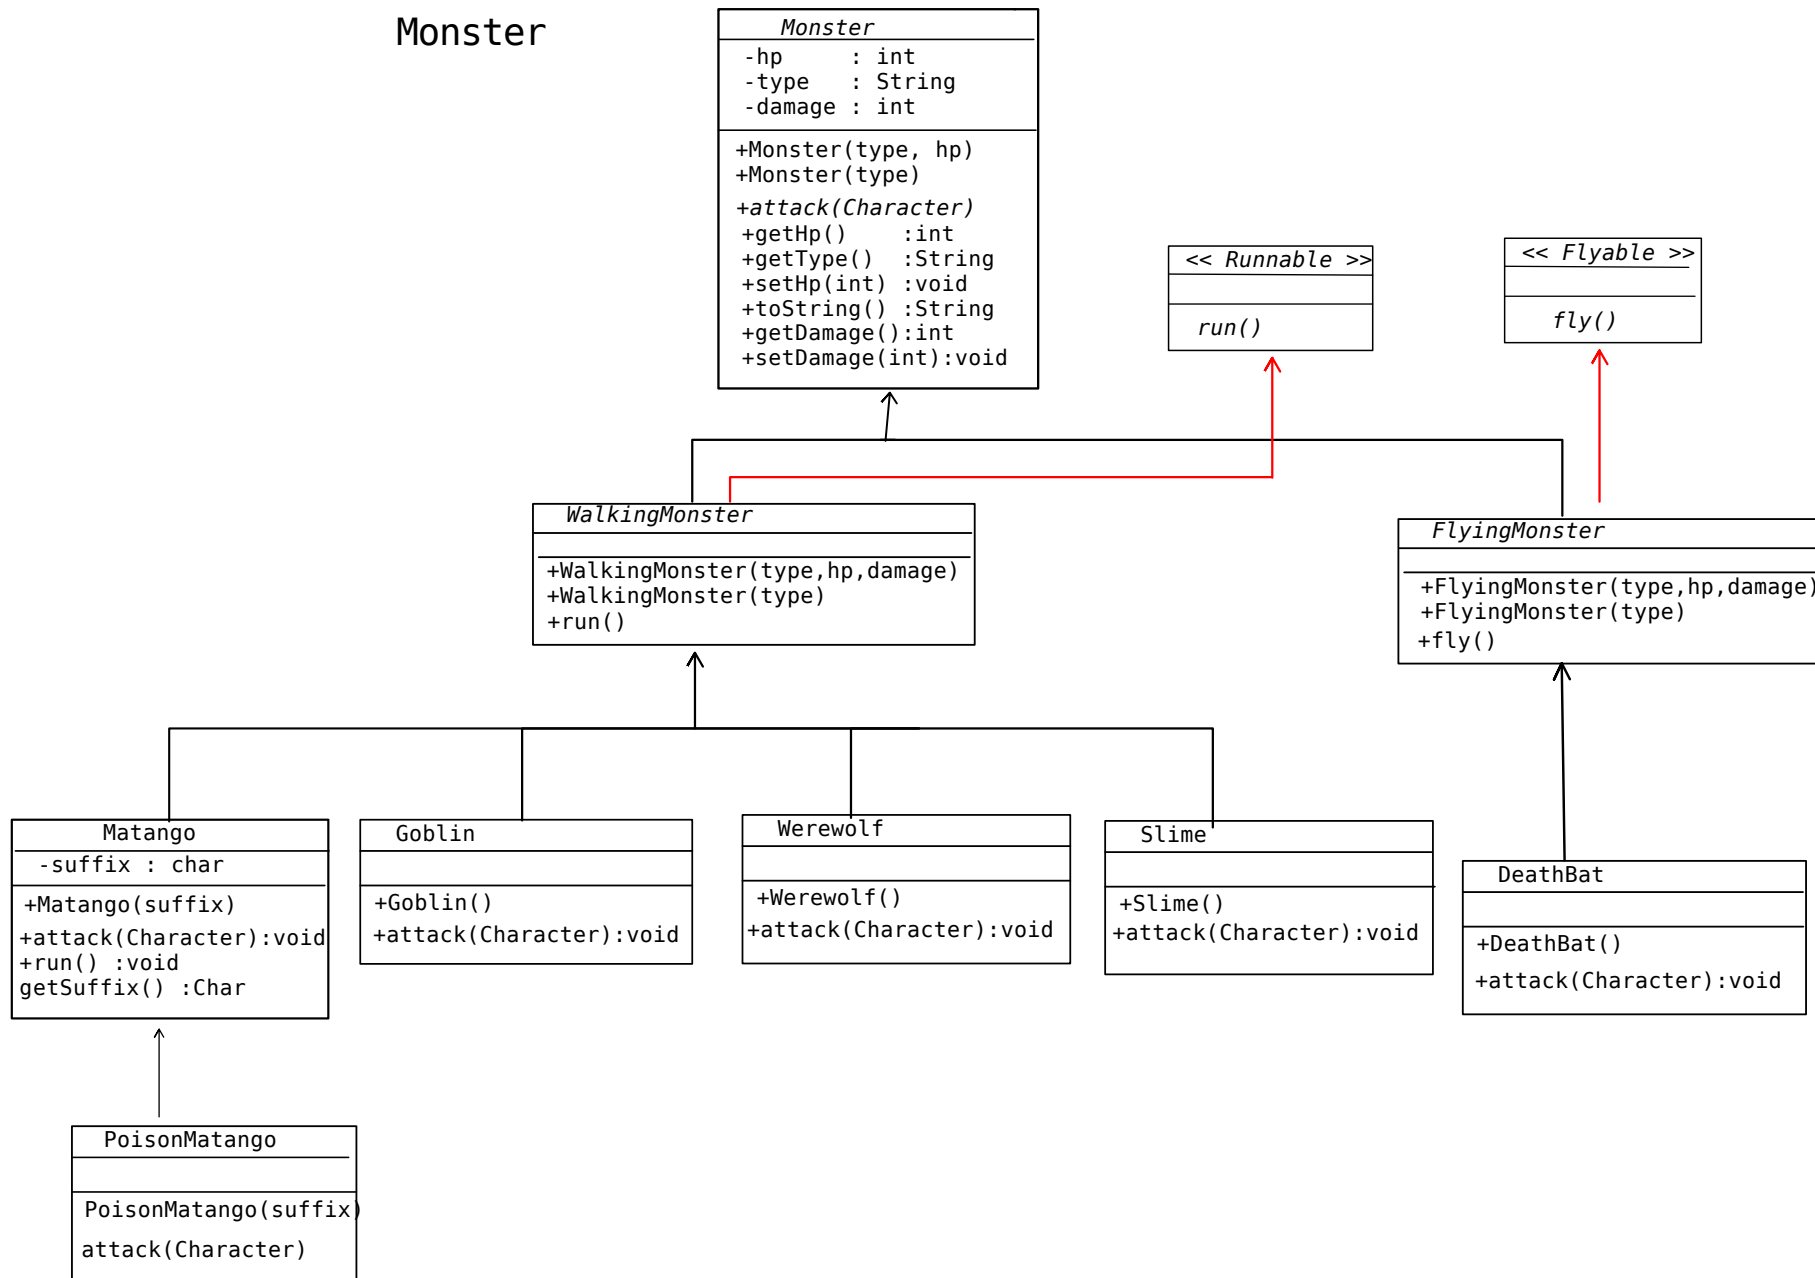 Monster
Monster
-hp : int
-type : String
-damage : int
+Monster(type, hp)
+Monster(type)
+attack(Character)
+getHp() :int
+getType() :String
+setHp(int) :void
+toString() :String
+getDamage():int
+setDamage(int):void
<< Runnable >>
run()
<< Flyable >>
fly()
WalkingMonster
+WalkingMonster(type,hp,damage)
+WalkingMonster(type)
+run()
FlyingMonster
+FlyingMonster(type,hp,damage)
+FlyingMonster(type)
+fly()
Matango
-suffix : char
+Matango(suffix)
+attack(Character):void
+run() :void
getSuffix() :Char
Goblin
+Goblin()
+attack(Character):void
Werewolf
+Werewolf()
+attack(Character):void
Slime
+Slime()
+attack(Character):void
DeathBat
+DeathBat()
+attack(Character):void
PoisonMatango
PoisonMatango(suffix)
attack(Character)